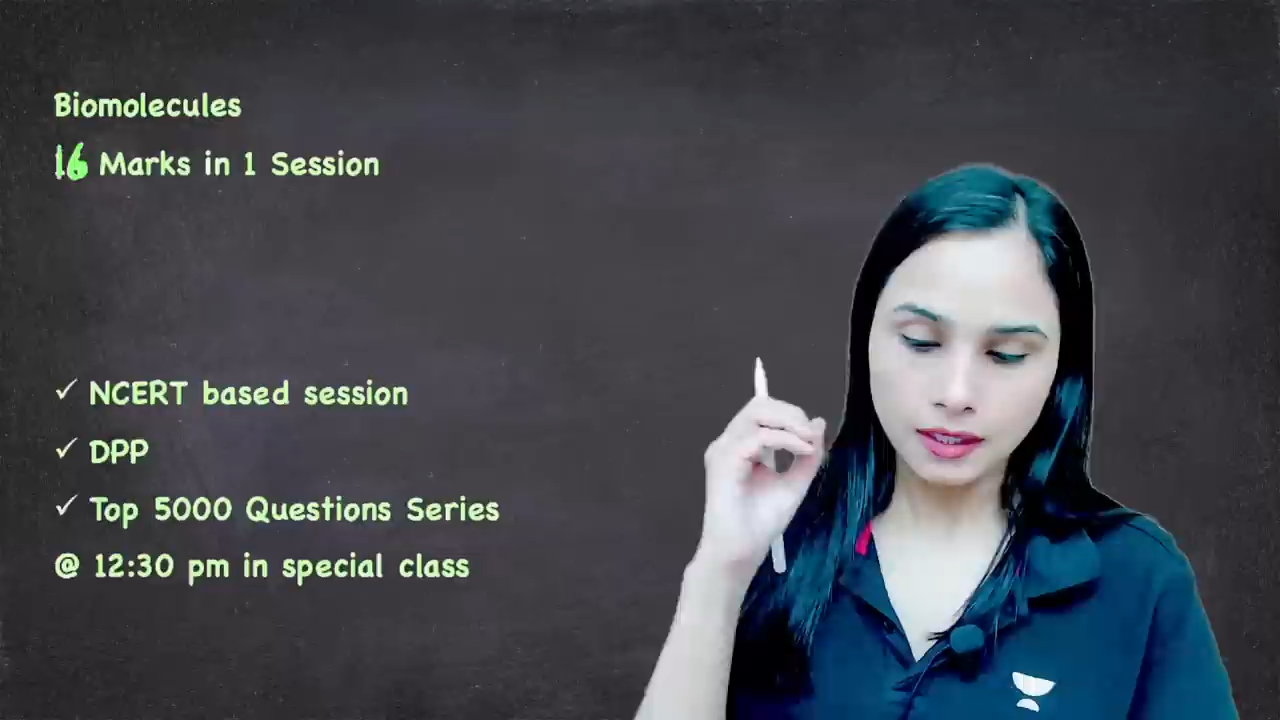 Biomolecules
16 Marks in 1 Session
✓ NCERT based session
✓ DPP
✓ Top 5000 Questions Series
@ 12:30 pm in special class